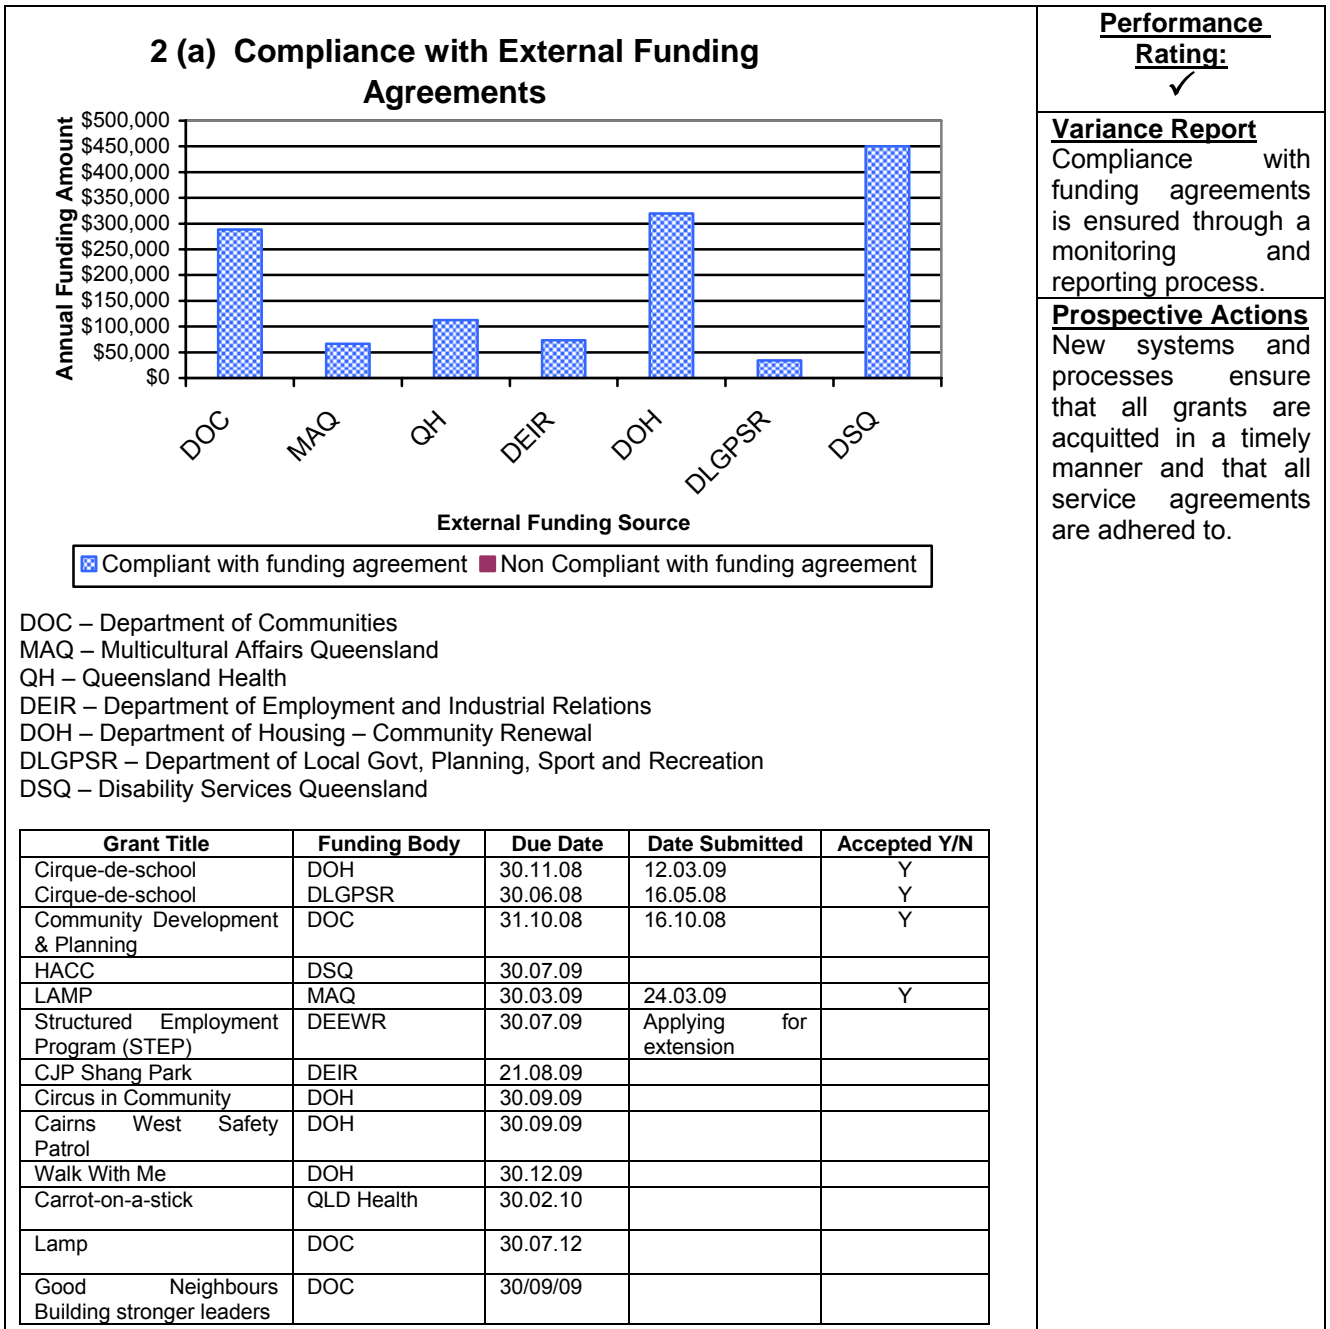 2 (a)  Compliance with External Funding
Agreements
Annual Funding Amount
$500,000
$450,000
$400,000
$350,000
$300,000
$250,000
$200,000
$150,000
$100,000
$50,000
$0
DOC
MAQ
QH
DEIR
DOH
DLGPSR
DSQ
External Funding Source
Compliant with funding agreement
Non Compliant with funding agreement
DOC – Department of Communities
MAQ – Multicultural Affairs Queensland
QH – Queensland Health
DEIR – Department of Employment and Industrial Relations
DOH – Department of Housing – Community Renewal
DLGPSR – Department of Local Govt, Planning, Sport and Recreation
DSQ – Disability Services Queensland
Grant Title Funding Body Due Date Date Submitted Accepted Y/N
Cirque-de-school DOH 30.11.08 12.03.09 Y
Cirque-de-school DLGPSR 30.06.08 16.05.08 Y
Community Development DOC 31.10.08 16.10.08 Y
& Planning
HACC DSQ 30.07.09
LAMP MAQ 30.03.09 24.03.09 Y
Structured Employment DEEWR 30.07.09 Applying for
Program (STEP) extension
CJP Shang Park DEIR 21.08.09
Circus in Community DOH 30.09.09
Cairns West Safety DOH 30.09.09
Patrol
Walk With Me DOH 30.12.09
Carrot-on-a-stick QLD Health 30.02.10
Lamp DOC 30.07.12
Good Neighbours DOC 30/09/09
Building stronger leaders
Performance
Rating:
✓
Variance Report
Compliance with
funding agreements
is ensured through a
monitoring and
reporting process.
Prospective Actions
New systems and
processes ensure
that all grants are
acquitted in a timely
manner and that all
service agreements
are adhered to.